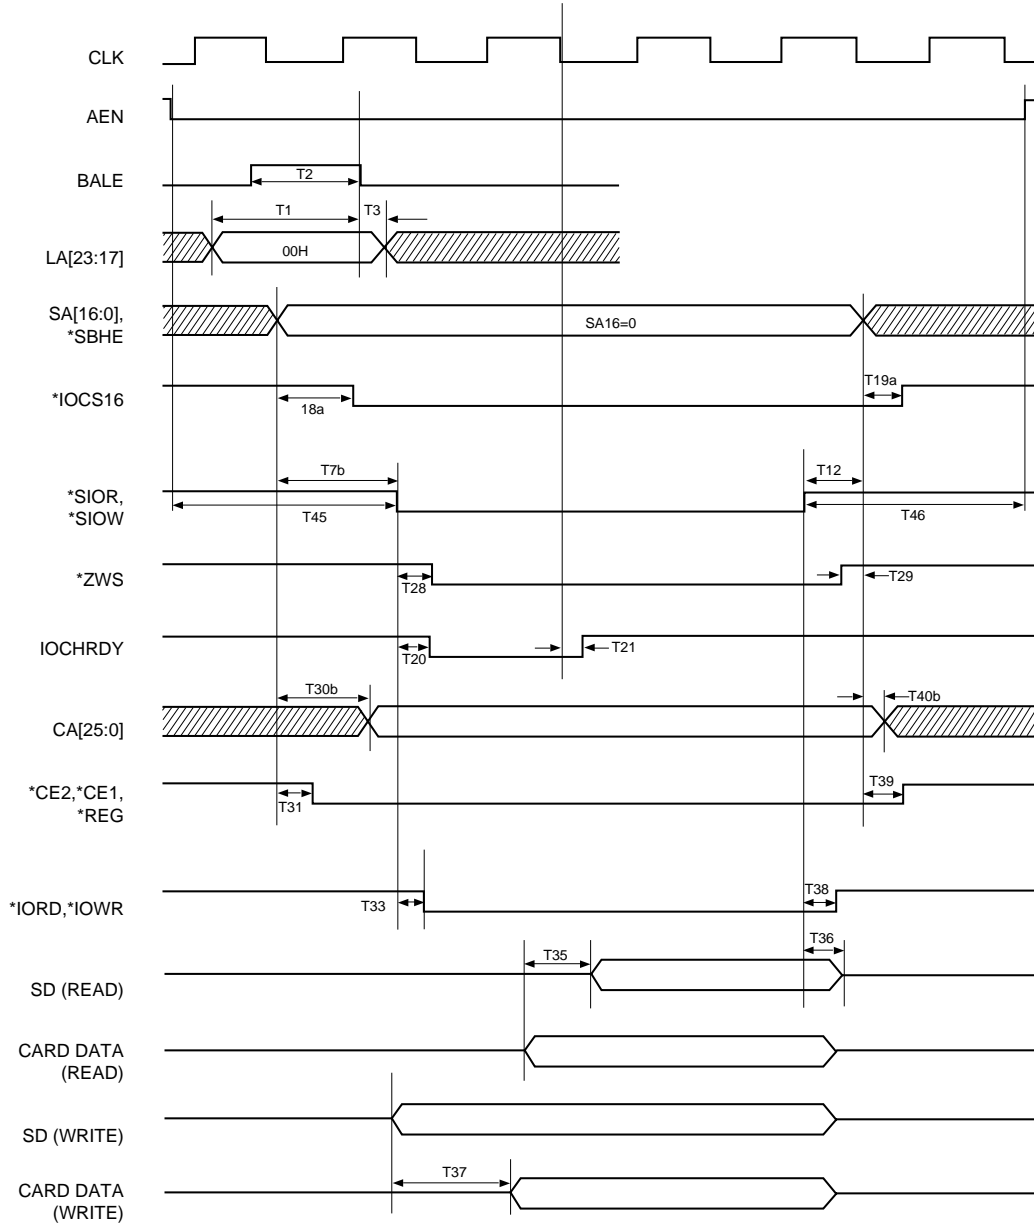 CLK
AEN
BALE
T2
T1
T3
LA[23:17]
00H
SA[16:0],
*SBHE
SA16=0
*IOCS16
18a
T19a
T7b
T12
*SIOR,
*SIOW
T45
T46
*ZWS
T28
T29
IOCHRDY
T20
T21
T30b
T40b
CA[25:0]
*CE2,*CE1,
*REG
T31
T39
*IORD,*IOWR
T33
T38
T36
T35
SD (READ)
CARD DATA
(READ)
SD (WRITE)
T37
CARD DATA
(WRITE)